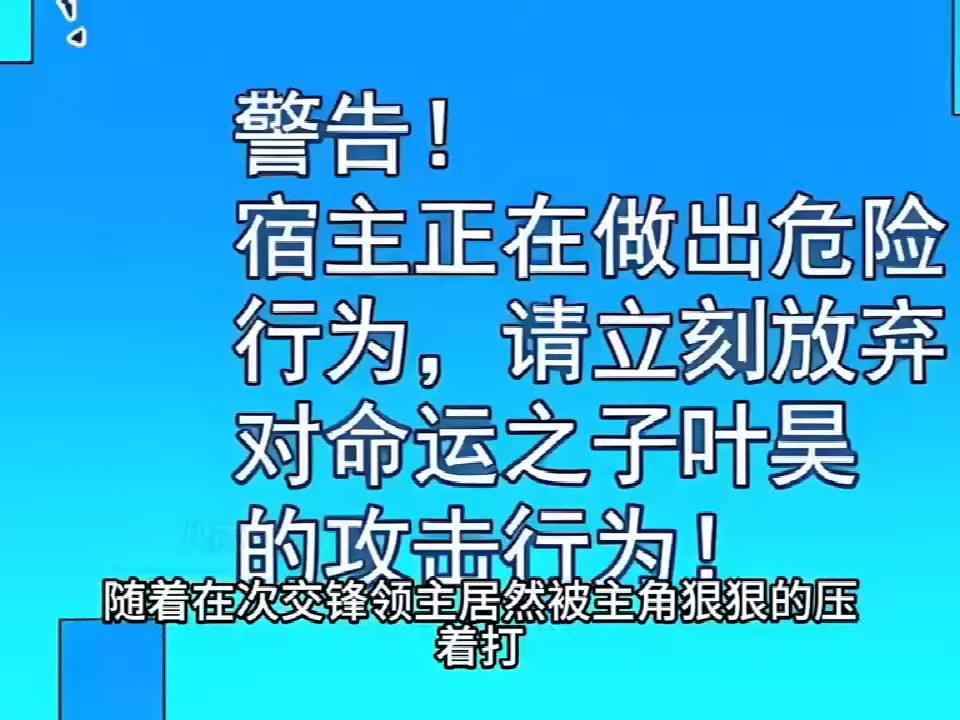 警告！
宿主正在做出危险
行为，请立刻放弃
对命运之子叶昊
的攻击行为！
随着在次交锋领主居然被主角狠狠的压
着打